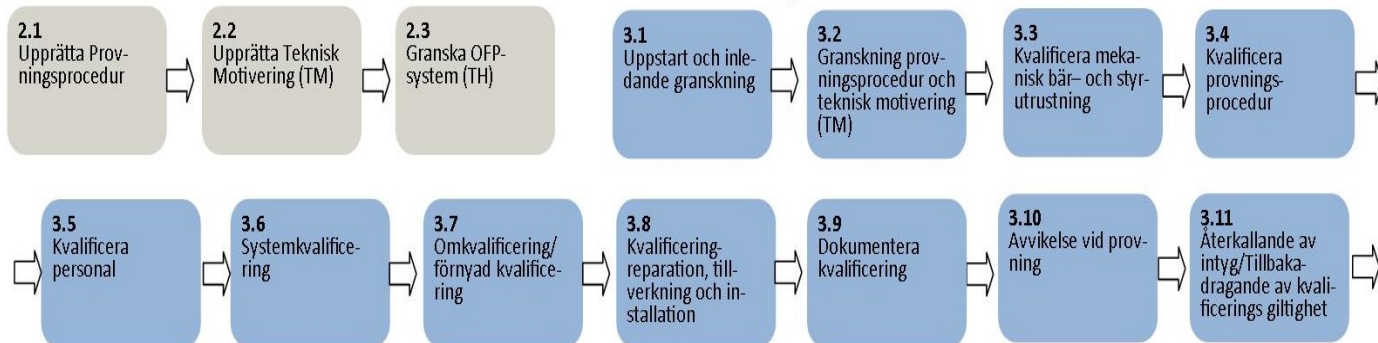 2.1
Upprätta Prov-
ningsprocedur
2.2
Upprätta Teknisk
Motivering (TM)
2.3
Granska OFP-
system (TH)
3.1
Uppstart och inle-
dande granskning
3.2
Granskning prov-
ningsprocedur och
teknisk motivering
(TM)
3.3
Kvalificera meka-
nisk bär– och styr-
utrustning
3.4
Kvalificera
provnings-
procedur
3.5
Kvalificera
personal
3.6
Systemkvalifice-
ring
3.7
Omkvalificering/
förnyad kvalifice-
ring
3.8
Kvalificering-
reparation, till-
verkning och in-
stallation
3.9
Dokumentera
kvalificering
3.10
Avvikelse vid prov-
ning
3.11
Återkallande av
intyg/Tillbaka-
dragande av kvali-
ficerings giltighet